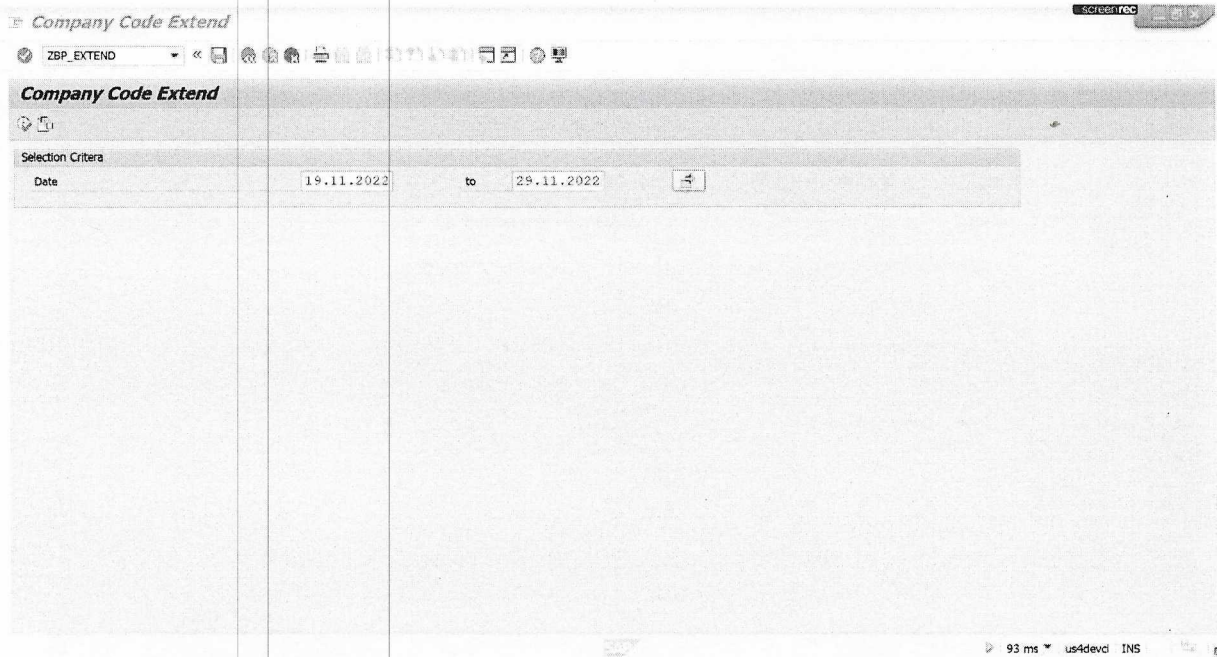 screenrec
Company Code Extend
ZBP_EXTEND
Company Code Extend
Selection Critera
Date 19.11.2022 to 29.11.2022
93 ms us4devcl INS